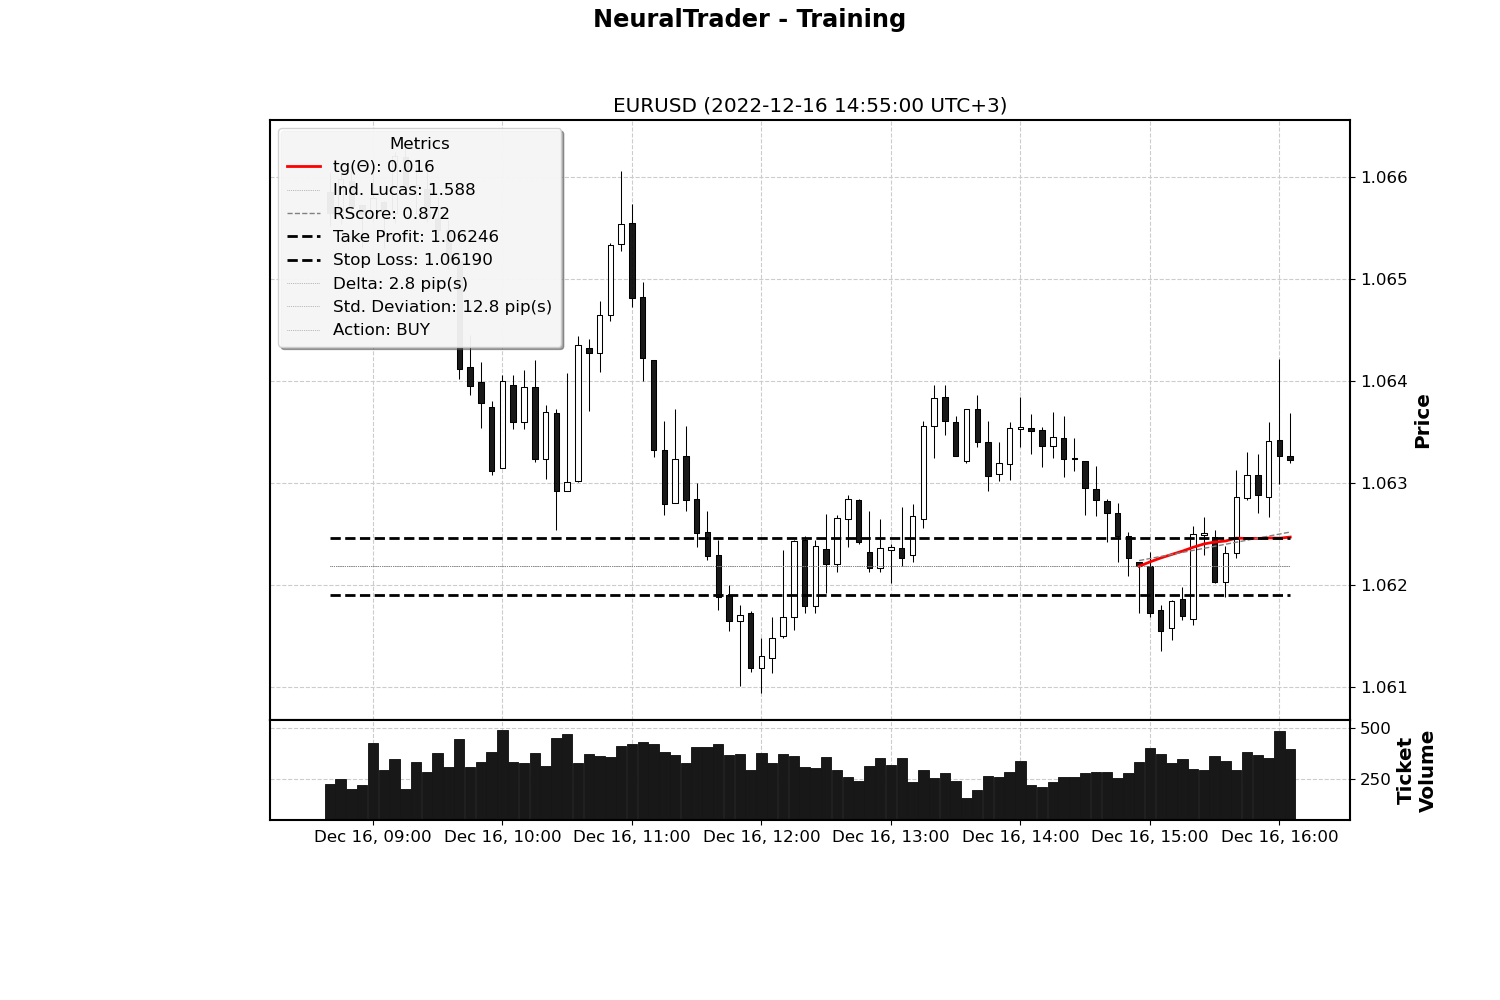 NeuralTrader - Training
EURUSD (2022-12-16 14:55:00 UTC+3)
Metrics
tg(Θ): 0.016
Ind. Lucas: 1.588
RScore: 0.872
Take Profit: 1.06246
Stop Loss: 1.06190
Delta: 2.8 pip(s)
Std. Deviation: 12.8 pip(s)
Action: BUY
1.066
1.065
1.064
1.063
1.062
1.061
Price
500
250
Ticket
Volume
Dec 16, 09:00
Dec 16, 10:00
Dec 16, 11:00
Dec 16, 12:00
Dec 16, 13:00
Dec 16, 14:00
Dec 16, 15:00
Dec 16, 16:00